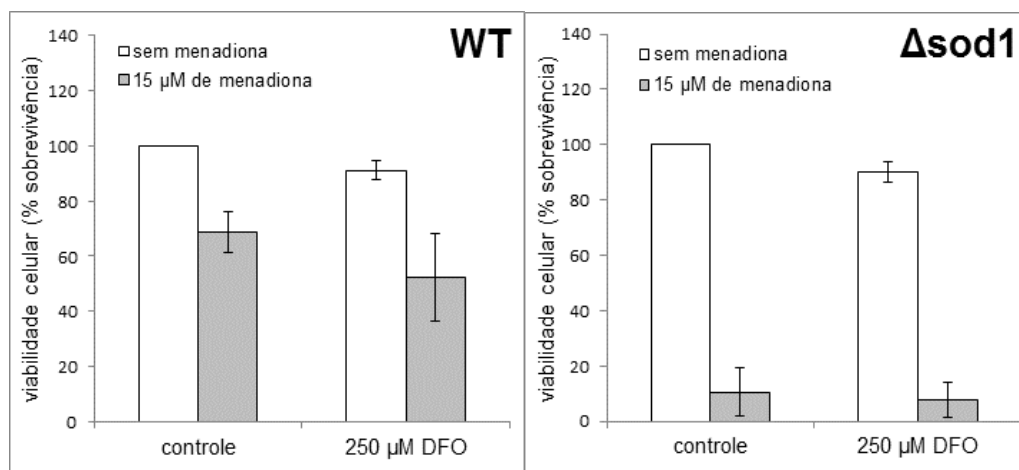 WT
sem menadiona
15 µM de menadiona
viabilidade celular (% sobrevivência)
140
120
100
80
60
40
20
0
controle
250 µM DFO
Δsod1
sem menadiona
15 µM de menadiona
viabilidade celular (% sobrevivência)
140
120
100
80
60
40
20
0
controle
250 µM DFO